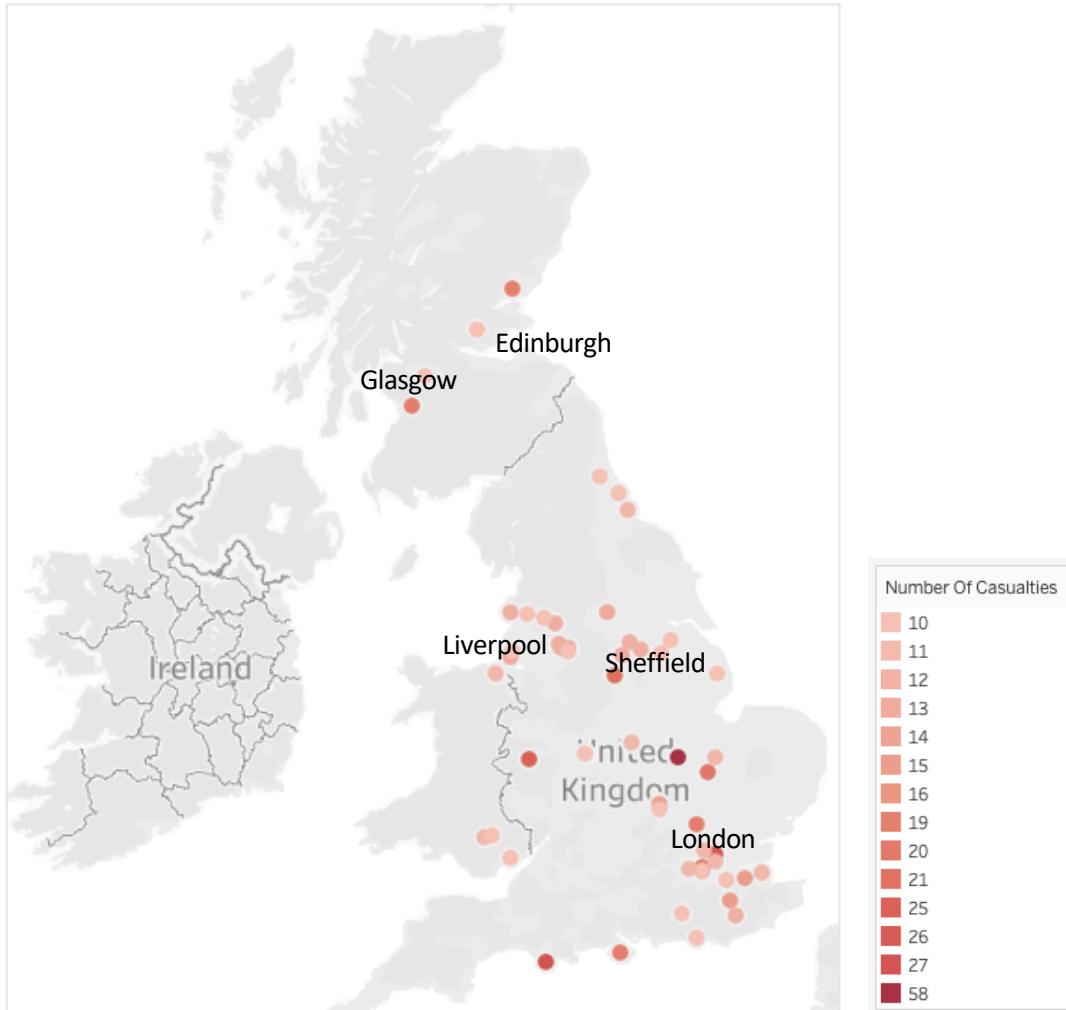 Edinburgh
Glasgow
Liverpool
Sheffield
Ireland
United
Kingdom
London
Number Of Casualties
10
11
12
13
14
15
16
19
20
21
25
26
27
58